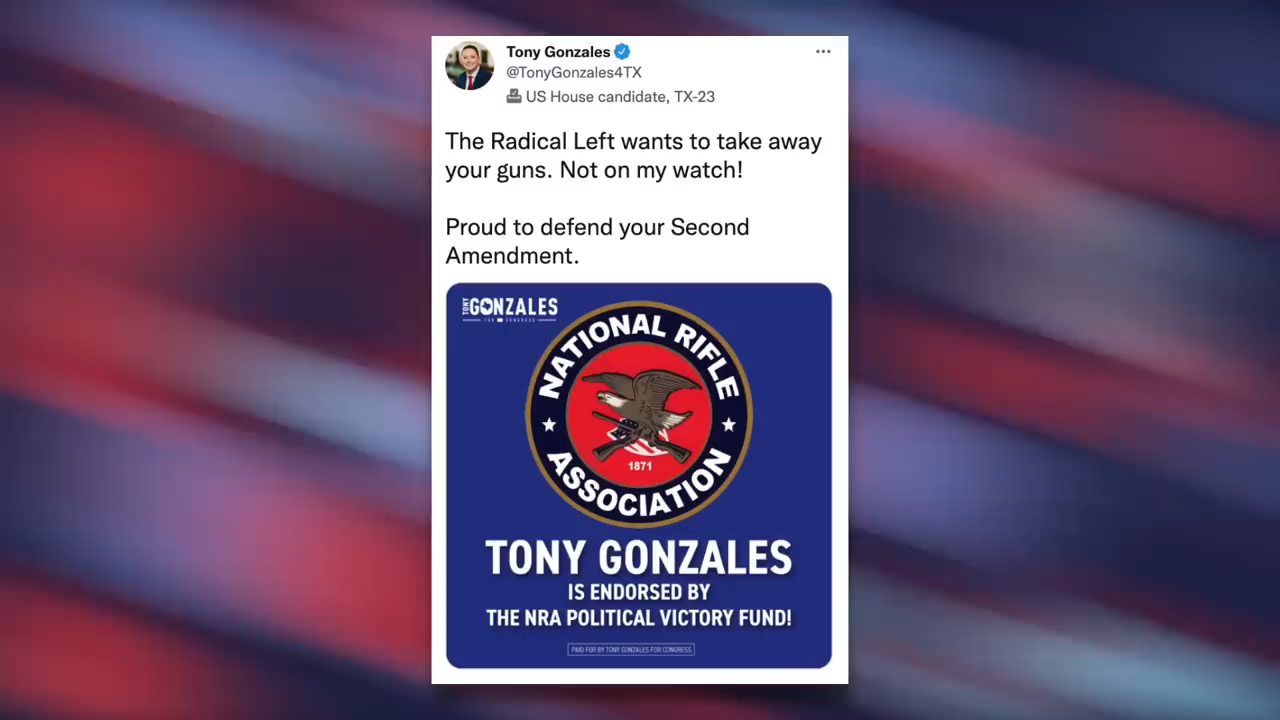 Tony Gonzales
@TonyGonzales4TX
US House candidate, TX-23
The Radical Left wants to take away
your guns. Not on my watch!
Proud to defend your Second
Amendment.
TONY GONZALES
FOR CONGRESS
NATIONAL RIFLE
ASSOCIATION
1871
TONY GONZALES
IS ENDORSED BY
THE NRA POLITICAL VICTORY FUND!
PAID FOR BY TONY GONZALES FOR CONGRESS